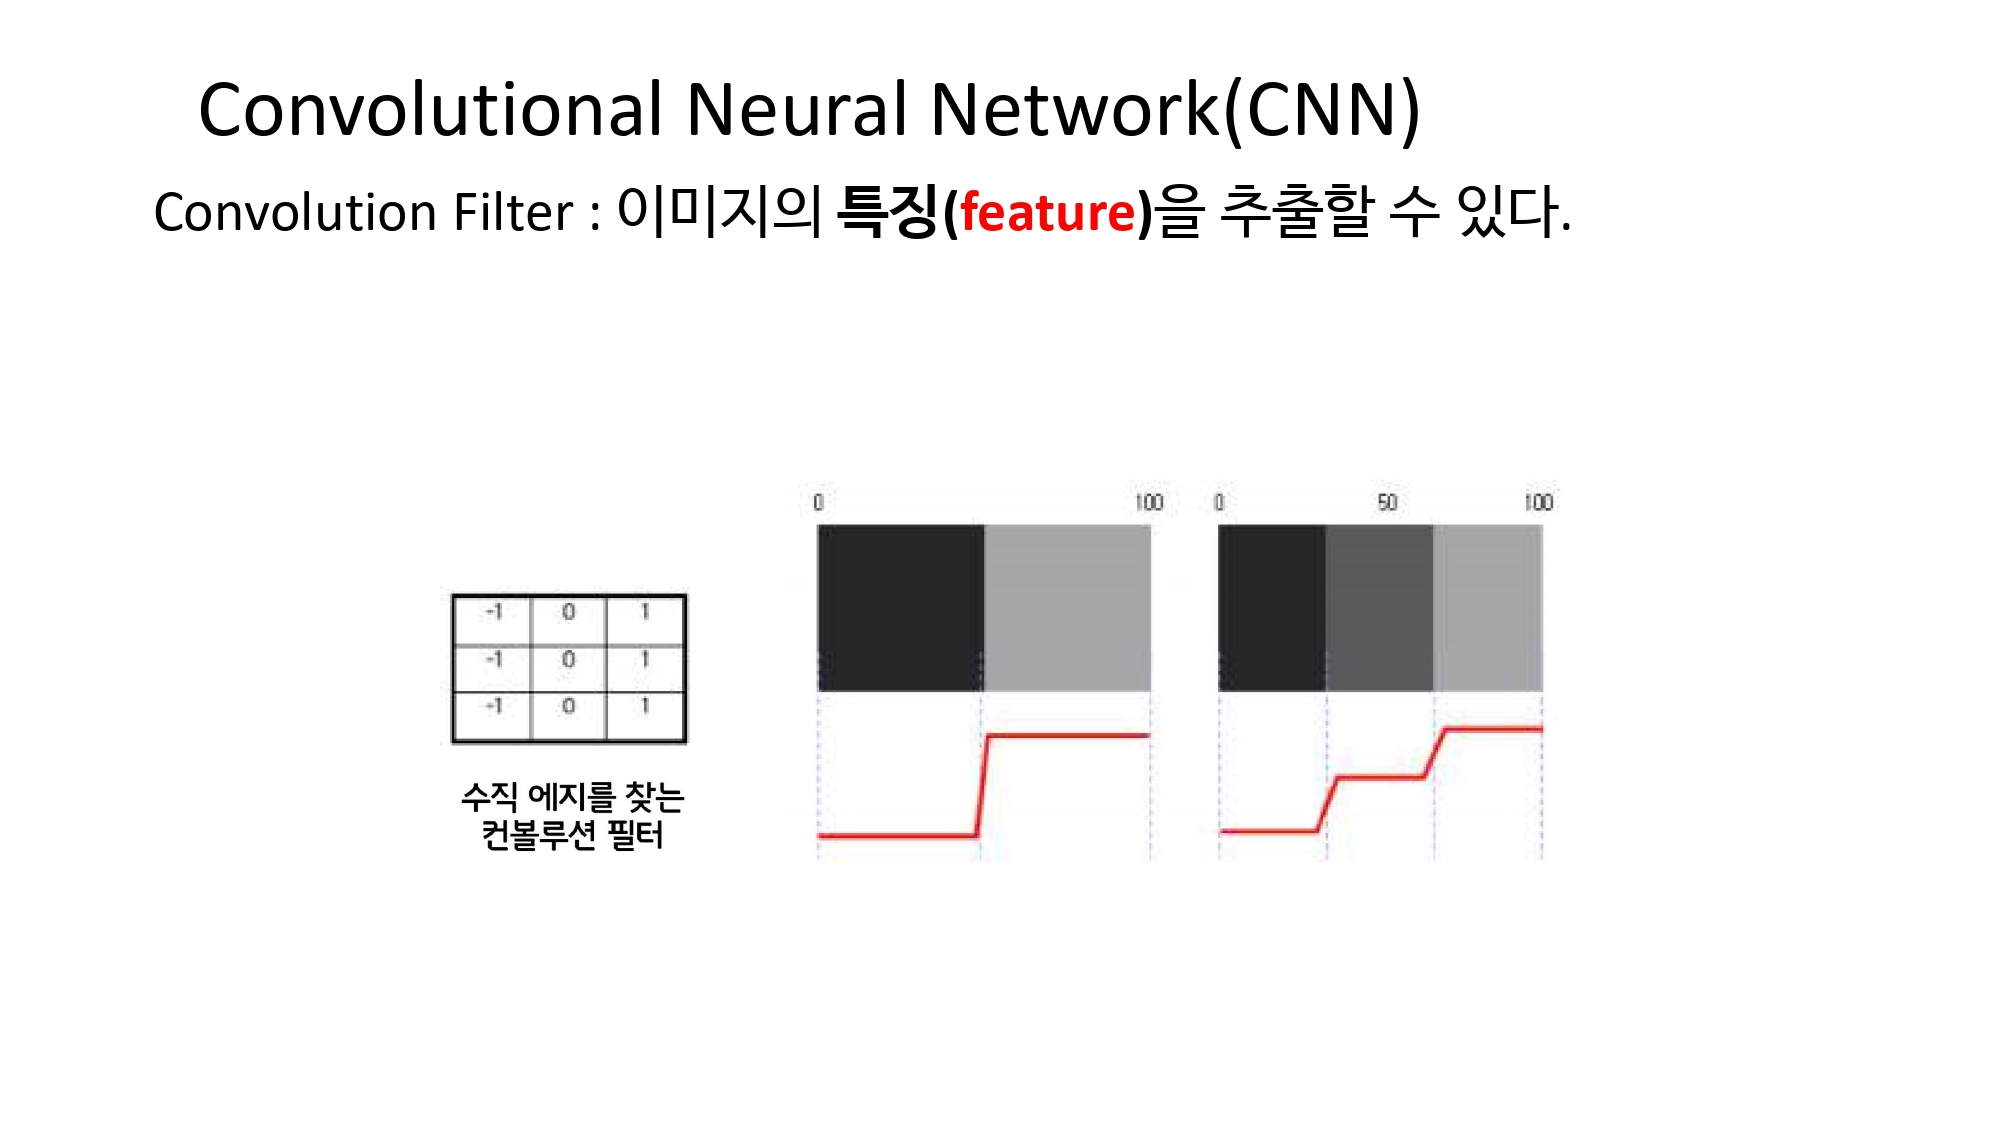 Convolutional Neural Network(CNN)
Convolution Filter : 이미지의 특징(feature)을 추출할 수 있다.
0 100 0 50 100
-1 0 1
-1 0 1
-1 0 1
수직 에지를 찾는
컨볼루션 필터